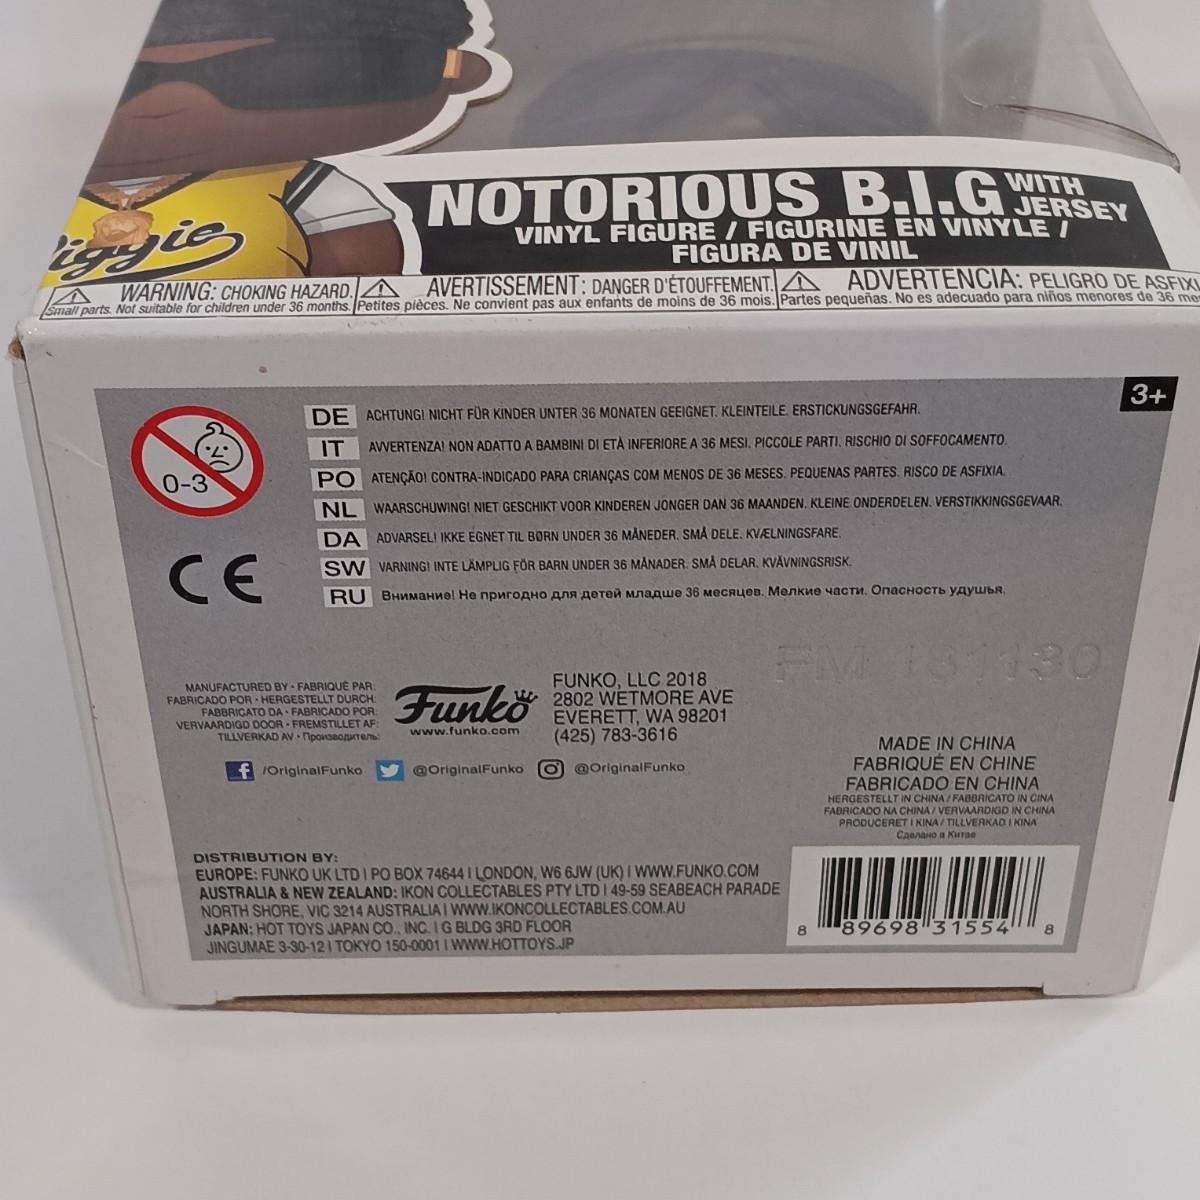 Biggie
NOTORIOUS B.I.G WITH JERSEY
VINYL FIGURE / FIGURINE EN VINYLE /
FIGURA DE VINIL
WARNING: CHOKING HAZARD.
Small parts. Not suitable for children under 36 months.
AVERTISSEMENT: DANGER D'ÉTOUFFEMENT.
Petites pièces. Ne convient pas aux enfants de moins de 36 mois.
ADVERTENCIA: PELIGRO DE ASFIXI
Partes pequeñas. No es adecuado para niños menores de 36 me
3+
0-3
DE ACHTUNG! NICHT FÜR KINDER UNTER 36 MONATEN GEEIGNET. KLEINTEILE. ERSTICKUNGSGEFAHR.
IT AVVERTENZA! NON ADATTO A BAMBINI DI ETÀ INFERIORE A 36 MESI. PICCOLE PARTI. RISCHIO DI SOFFOCAMENTO.
PO ATENÇÃO! CONTRA-INDICADO PARA CRIANÇAS COM MENOS DE 36 MESES. PEQUENAS PARTES. RISCO DE ASFIXIA.
NL WAARSCHUWING! NIET GESCHIKT VOOR KINDEREN JONGER DAN 36 MAANDEN. KLEINE ONDERDELEN. VERSTIKKINGSGEVAAR.
DA ADVARSEL! IKKE EGNET TIL BØRN UNDER 36 MÅNEDER. SMÅ DELE. KVÆLNINGSFARE.
SW VARNING! INTE LÄMPLIG FÖR BARN UNDER 36 MÅNADER. SMÅ DELAR. KVÄVNINGSRISK.
RU Внимание! Не пригодно для детей младше 36 месяцев. Мелкие части. Опасность удушья.
CE
FM 181130
MANUFACTURED BY • FABRIQUÉ PAR:
FABRICADO POR • HERGESTELLT DURCH:
FABBRICATO DA • FABRICADO POR:
VERVAARDIGD DOOR • FREMSTILLET AF:
TILLVERKAD AV • Производитель:
Funko
www.funko.com
FUNKO, LLC 2018
2802 WETMORE AVE
EVERETT, WA 98201
(425) 783-3616
/OriginalFunko @OriginalFunko @OriginalFunko
MADE IN CHINA
FABRIQUÉ EN CHINE
FABRICADO EN CHINA
HERGESTELLT IN CHINA / FABBRICATO IN CINA
FABRICADO NA CHINA / VERVAARDIGD IN CHINA
PRODUCERET I KINA / TILLVERKAD I KINA
Сделано в Китае
DISTRIBUTION BY:
EUROPE: FUNKO UK LTD | PO BOX 74644 | LONDON, W6 6JW (UK) | WWW.FUNKO.COM
AUSTRALIA & NEW ZEALAND: IKON COLLECTABLES PTY LTD | 49-59 SEABEACH PARADE
NORTH SHORE, VIC 3214 AUSTRALIA | WWW.IKONCOLLECTABLES.COM.AU
JAPAN: HOT TOYS JAPAN CO., INC. | G BLDG 3RD FLOOR
JINGUMAE 3-30-12 | TOKYO 150-0001 | WWW.HOTTOYS.JP
8 89698 31554 8